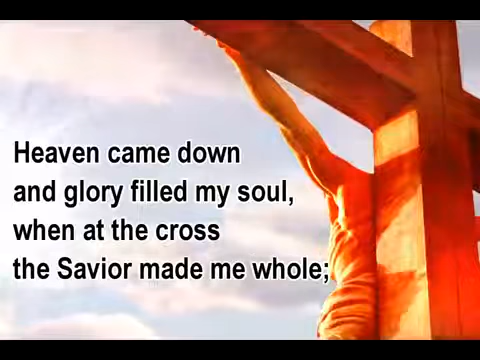 Heaven came down
and glory filled my soul,
when at the cross
the Savior made me whole;